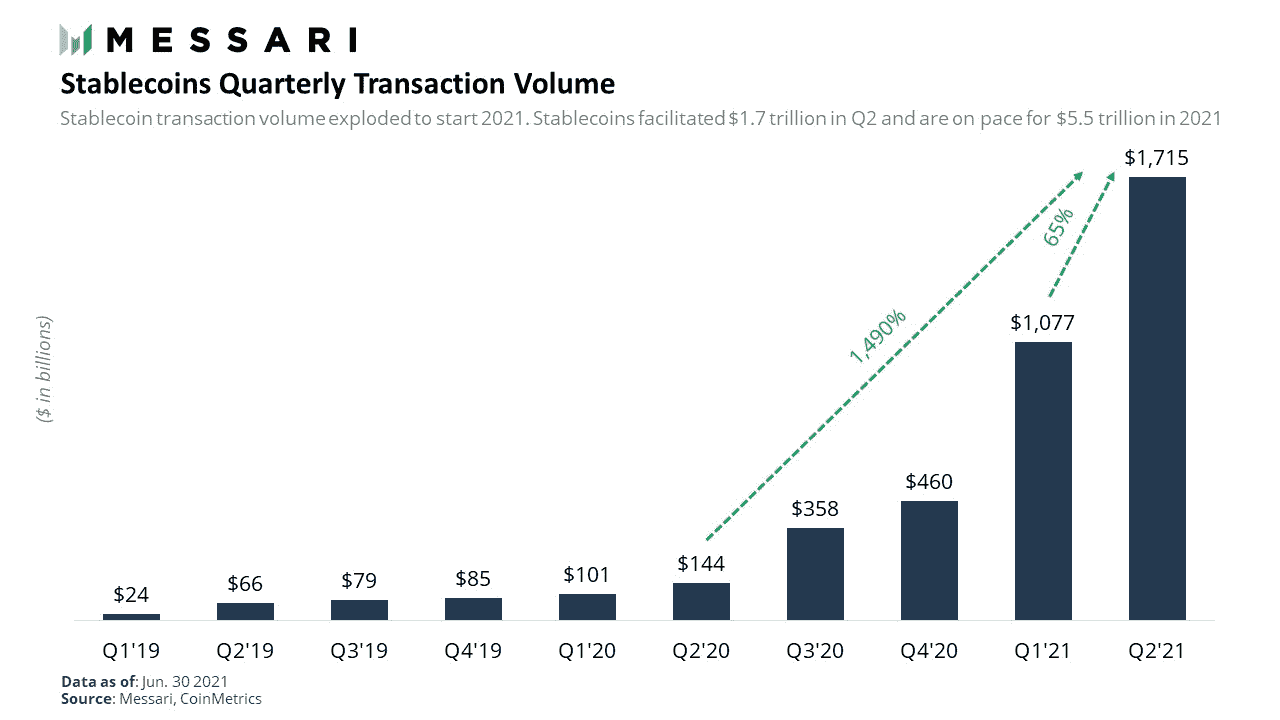 MESSARI
Stablecoins Quarterly Transaction Volume
Stablecoin transaction volume exploded to start 2021. Stablecoins facilitated $1.7 trillion in Q2 and are on pace for $5.5 trillion in 2021
($ in billions)
$24
$66
$79
$85
$101
$144
$358
$460
$1,077
$1,715
1,490%
65%
Q1'19
Q2'19
Q3'19
Q4'19
Q1'20
Q2'20
Q3'20
Q4'20
Q1'21
Q2'21
Data as of: Jun. 30 2021
Source: Messari, CoinMetrics